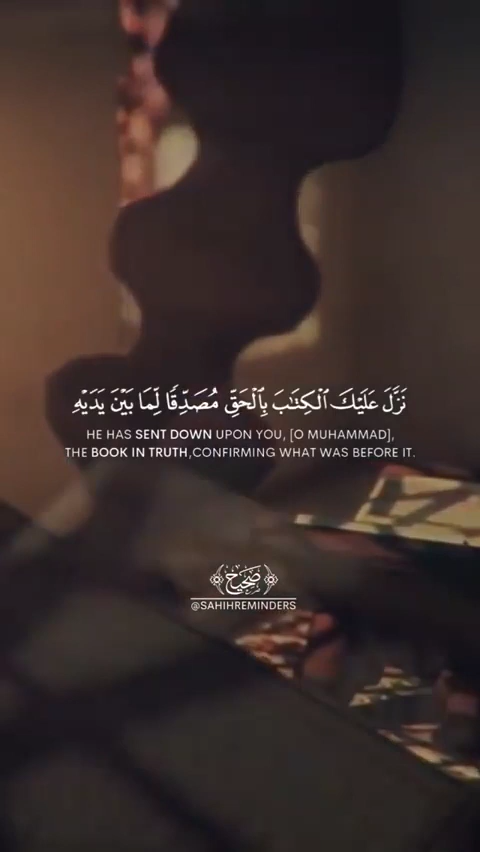 نَزَّلَ عَلَيْكَ ٱلْكِتَٰبَ بِٱلْحَقِّ مُصَدِّقًا لِّمَا بَيْنَ يَدَيْهِ
HE HAS SENT DOWN UPON YOU, [O MUHAMMAD],
THE BOOK IN TRUTH,CONFIRMING WHAT WAS BEFORE IT.
صَحِيح
@SAHIHREMINDERS